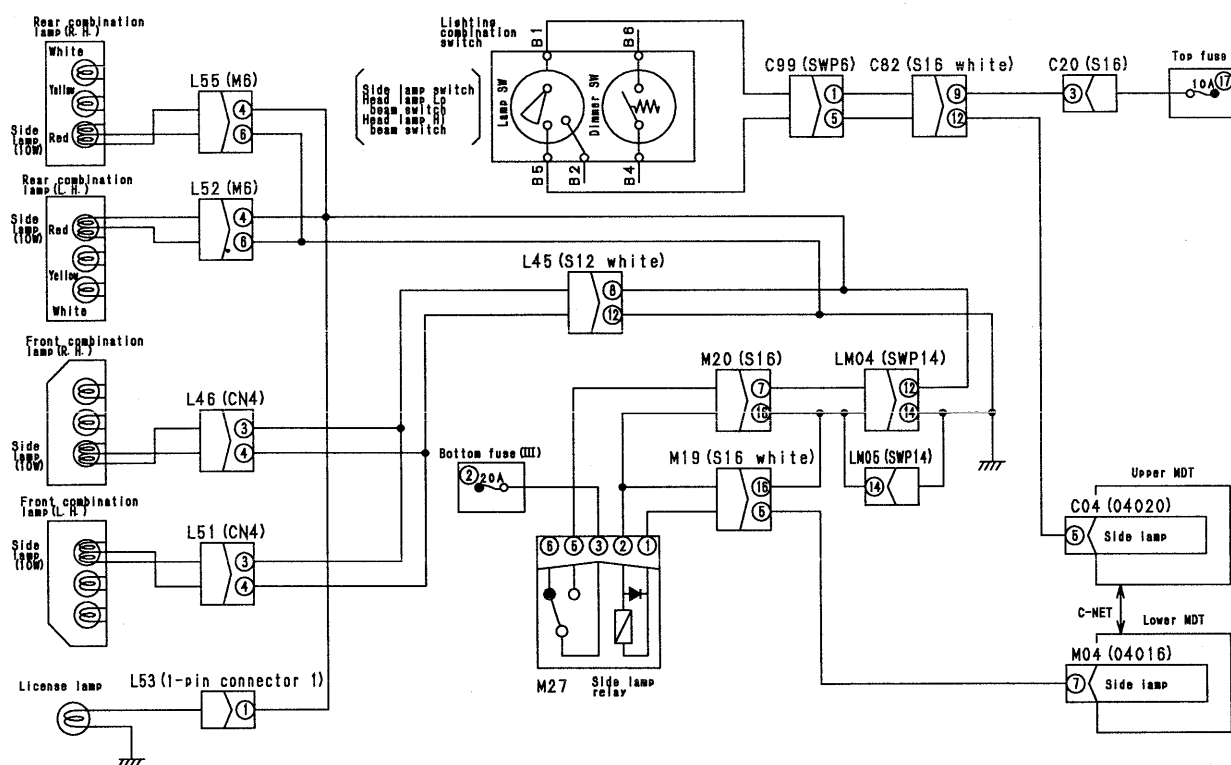 Rear combination
lamp (R.H.)
White
Yellow
Red
Side
lamp
(10W)
L55 (M6)
4
6
Rear combination
lamp (L.H.)
Side
lamp
(10W)
Red
Yellow
White
L52 (M6)
4
6
Lighting
combination
switch
Side lamp switch
Head lamp Lo
beam switch
Head lamp Hi
beam switch
B1
B6
Lamp SW
Dimmer SW
B5
B2
B4
C99 (SWP6)
1
5
C82 (S16 white)
9
12
C20 (S16)
3
Top fuse
10A
17
L45 (S12 white)
8
12
Front combination
lamp (R.H.)
Side
lamp
(10W)
L46 (CN4)
3
4
Front combination
lamp (L.H.)
Side
lamp
(10W)
L51 (CN4)
3
4
Bottom fuse (III)
2
20A
M20 (S16)
7
16
LM04 (SWP14)
12
14
M19 (S16 white)
16
6
LM05 (SWP14)
14
6
5
3
2
1
M27
Side lamp
relay
Upper MDT
C04 (04020)
6
Side lamp
C-NET
Lower MDT
M04 (04016)
7
Side lamp
License lamp
L53 (1-pin connector 1)
1